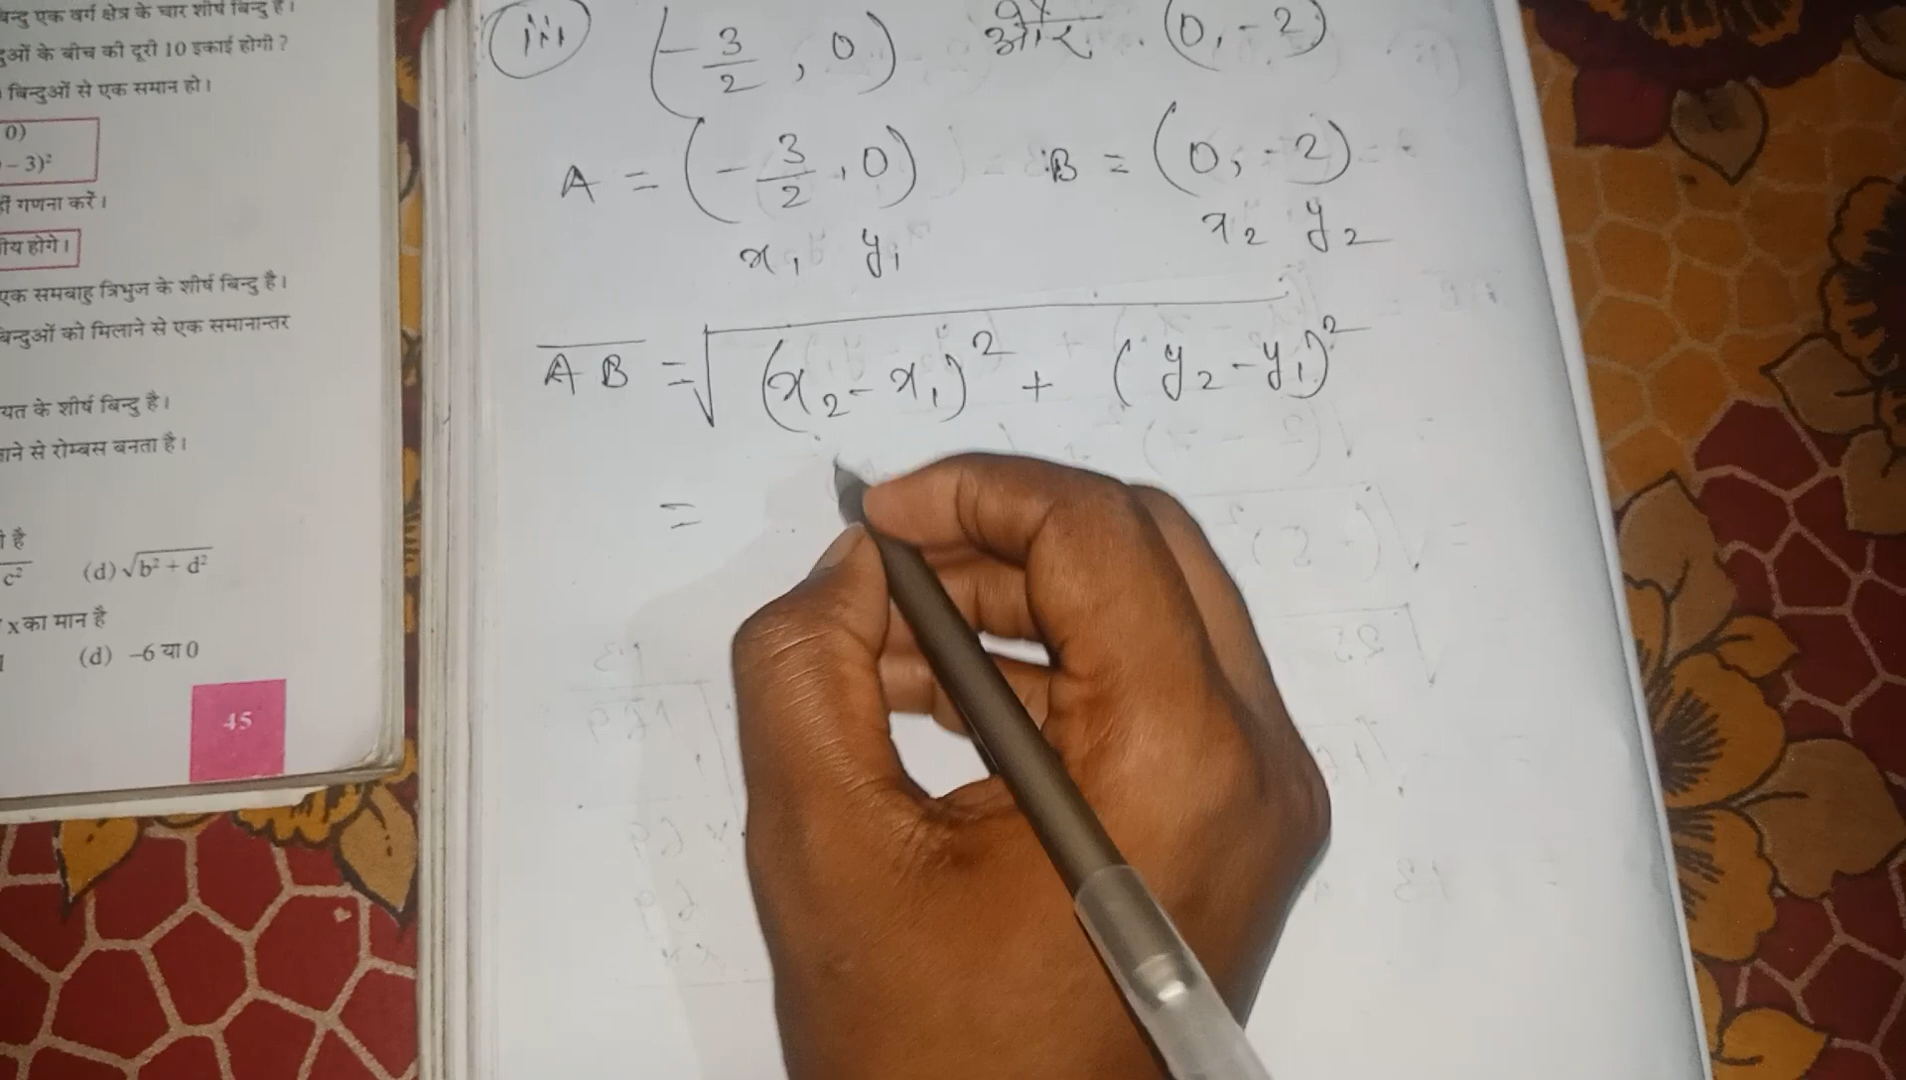 बिन्दु एक वर्ग क्षेत्र के चार शीर्ष बिन्दु हैं।
के बीच की दूरी 10 इकाई होगी ?
बिन्दुओं से एक समान हो।
0)
– 3)²
गणना करें।
होगे।
एक समबाहु त्रिभुज के शीर्ष बिन्दु है।
को मिलाने से एक समानान्तर
के शीर्ष बिन्दु है।
से रोम्बस बनता है।
है
c² (d) √b² + d²
x का मान है
(d) –6 या 0
45
iii (-3/2, 0) और (0, -2)
A = (-3/2, 0) B = (0, -2)
x₁ y₁ x₂ y₂
AB = √(x₂ - x₁)² + (y₂ - y₁)²
=